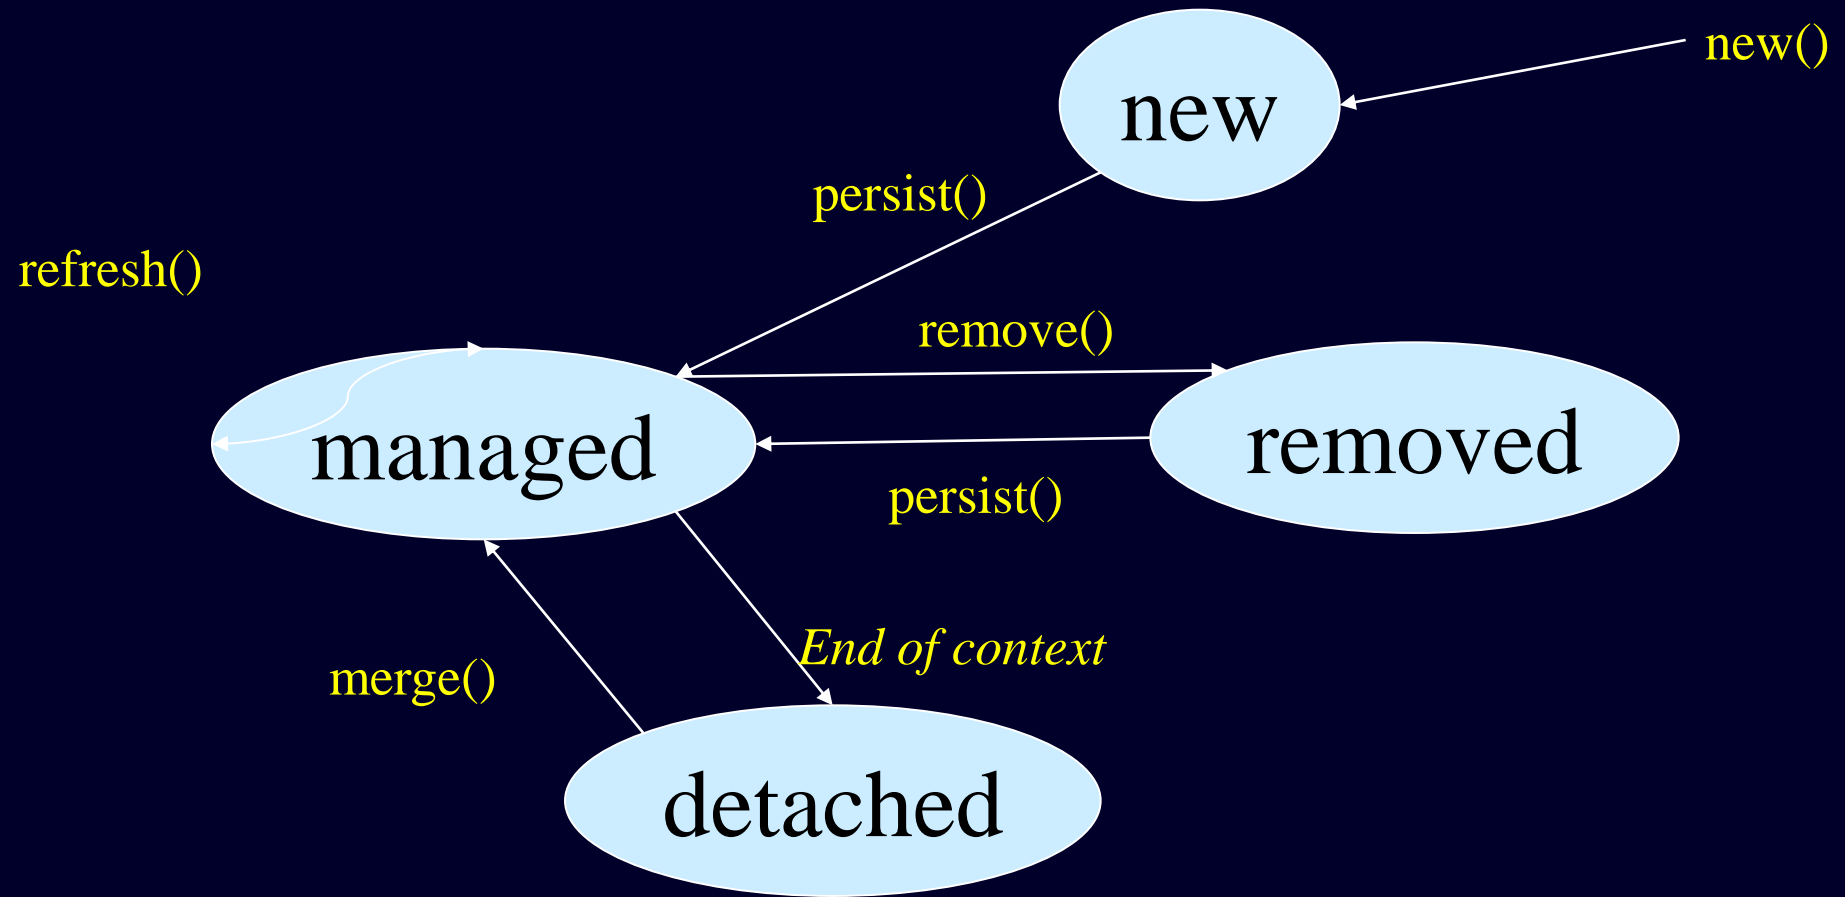 new()
new
persist()
refresh()
remove()
managed
removed
persist()
End of context
merge()
detached